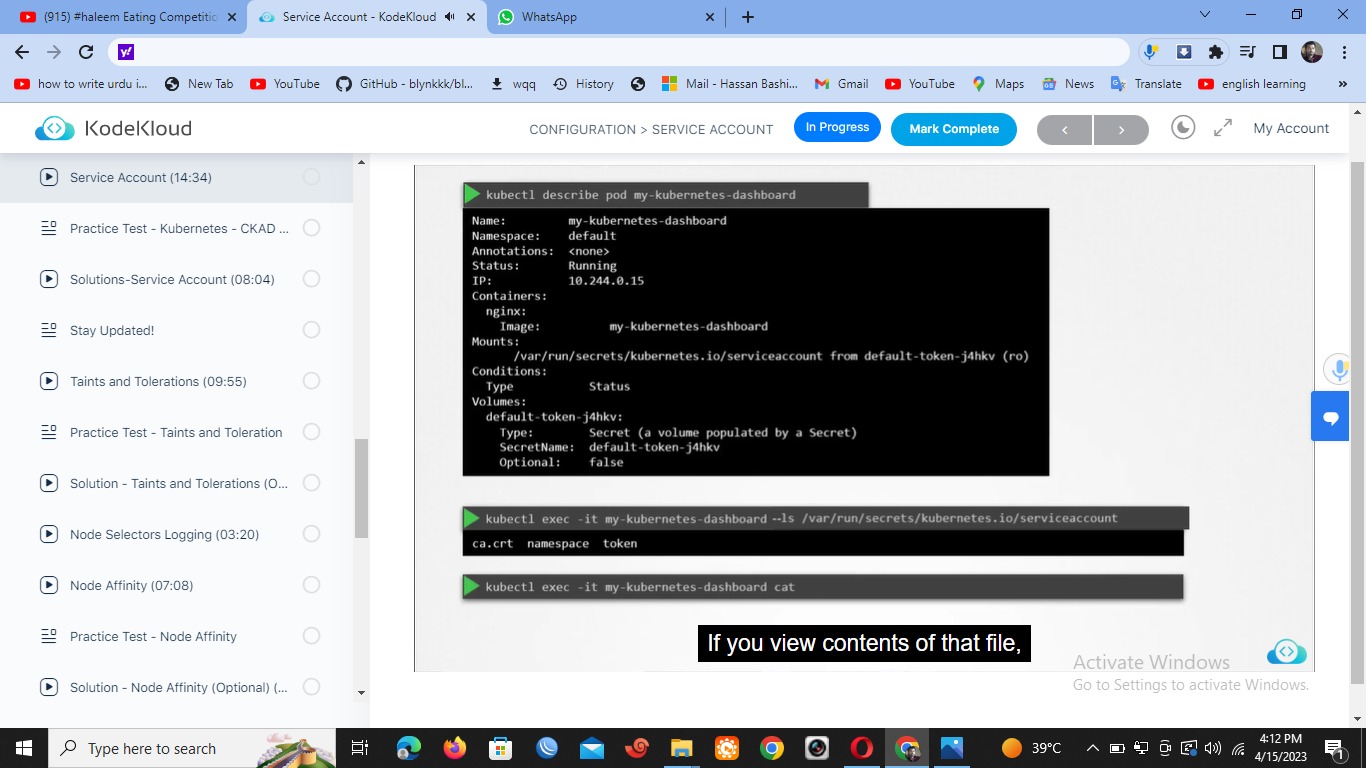 (915) #haleem Eating Competitio
Service Account - KodeKloud
WhatsApp
how to write urdu i...
New Tab
YouTube
GitHub - blynkkk/bl...
wqq
History
Mail - Hassan Bashi...
Gmail
YouTube
Maps
News
Translate
english learning
KodeKloud
CONFIGURATION > SERVICE ACCOUNT
In Progress
Mark Complete
My Account
Service Account (14:34)
Practice Test - Kubernetes - CKAD ...
Solutions-Service Account (08:04)
Stay Updated!
Taints and Tolerations (09:55)
Practice Test - Taints and Toleration
Solution - Taints and Tolerations (O...
Node Selectors Logging (03:20)
Node Affinity (07:08)
Practice Test - Node Affinity
Solution - Node Affinity (Optional) (...
kubectl describe pod my-kubernetes-dashboard
Name: my-kubernetes-dashboard
Namespace: default
Annotations: <none>
Status: Running
IP: 10.244.0.15
Containers:
nginx:
Image: my-kubernetes-dashboard
Mounts:
/var/run/secrets/kubernetes.io/serviceaccount from default-token-j4hkv (ro)
Conditions:
Type Status
Volumes:
default-token-j4hkv:
Type: Secret (a volume populated by a Secret)
SecretName: default-token-j4hkv
Optional: false
kubectl exec -it my-kubernetes-dashboard --ls /var/run/secrets/kubernetes.io/serviceaccount
ca.crt namespace token
kubectl exec -it my-kubernetes-dashboard cat
If you view contents of that file,
Activate Windows
Go to Settings to activate Windows.
Type here to search
39°C
4:12 PM
4/15/2023
1